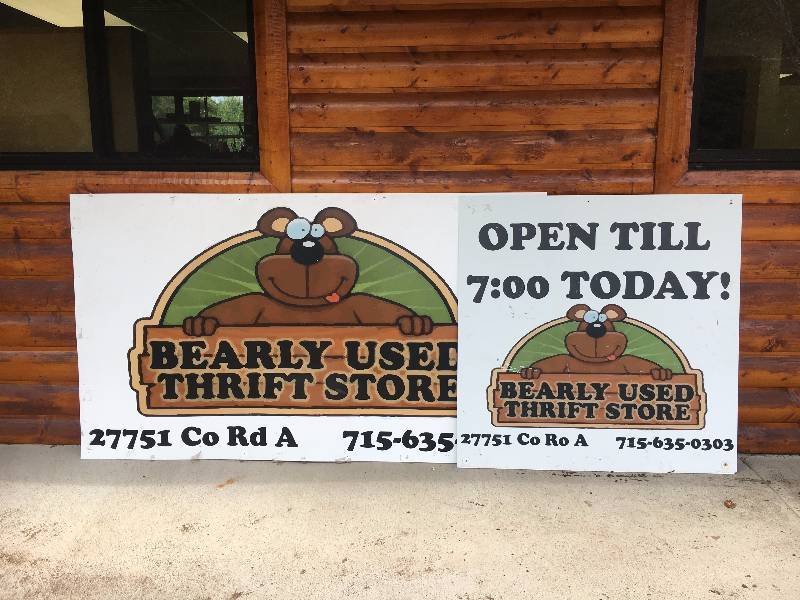 BEARLY USED
THRIFT STORE
27751 Co Rd A 715-635-
OPEN TILL
7:00 TODAY!
BEARLY USED
THRIFT STORE
27751 Co Ro A 715-635-0303